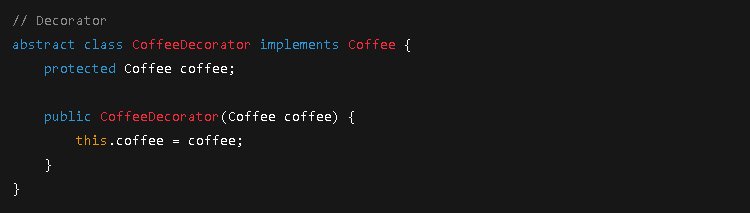 // Decorator
abstract class CoffeeDecorator implements Coffee {
    protected Coffee coffee;

    public CoffeeDecorator(Coffee coffee) {
        this.coffee = coffee;
    }
}